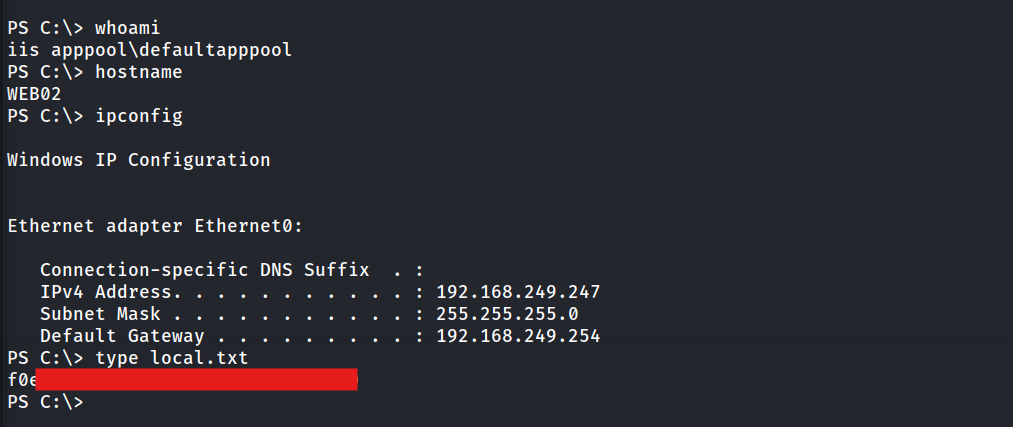 PS C:\> whoami
iis apppool\defaultapppool
PS C:\> hostname
WEB02
PS C:\> ipconfig
Windows IP Configuration
Ethernet adapter Ethernet0:
Connection-specific DNS Suffix  . :
IPv4 Address. . . . . . . . . . . : 192.168.249.247
Subnet Mask . . . . . . . . . . . : 255.255.255.0
Default Gateway . . . . . . . . . : 192.168.249.254
PS C:\> type local.txt
f0e
PS C:\>